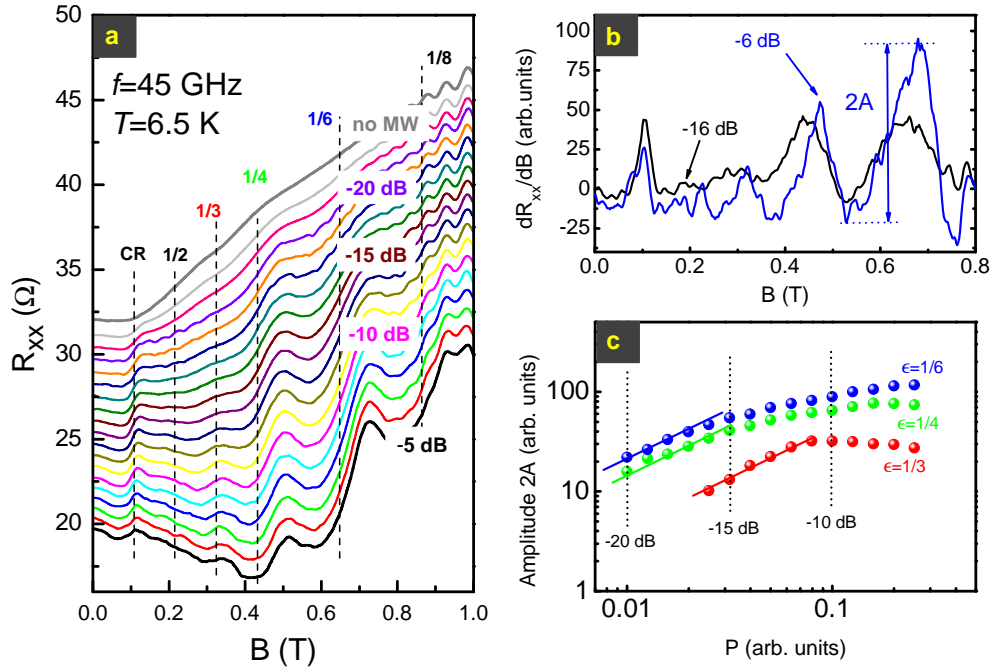 a
f=45 GHz
T=6.5 K
1/8
1/6
no MW
1/4
-20 dB
1/3
CR
1/2
-15 dB
-10 dB
-5 dB
50
45
40
35
30
25
20
R_xx (Ω)
0.0 0.2 0.4 0.6 0.8 1.0
B (T)
b
-6 dB
2A
-16 dB
100
75
50
25
0
-25
dR_xx/dB (arb.units)
0.0 0.2 0.4 0.6 0.8
B (T)
c
ϵ=1/6
ϵ=1/4
ϵ=1/3
-20 dB
-15 dB
-10 dB
100
10
1
Amplitude 2A (arb. units)
0.01 0.1
P (arb. units)